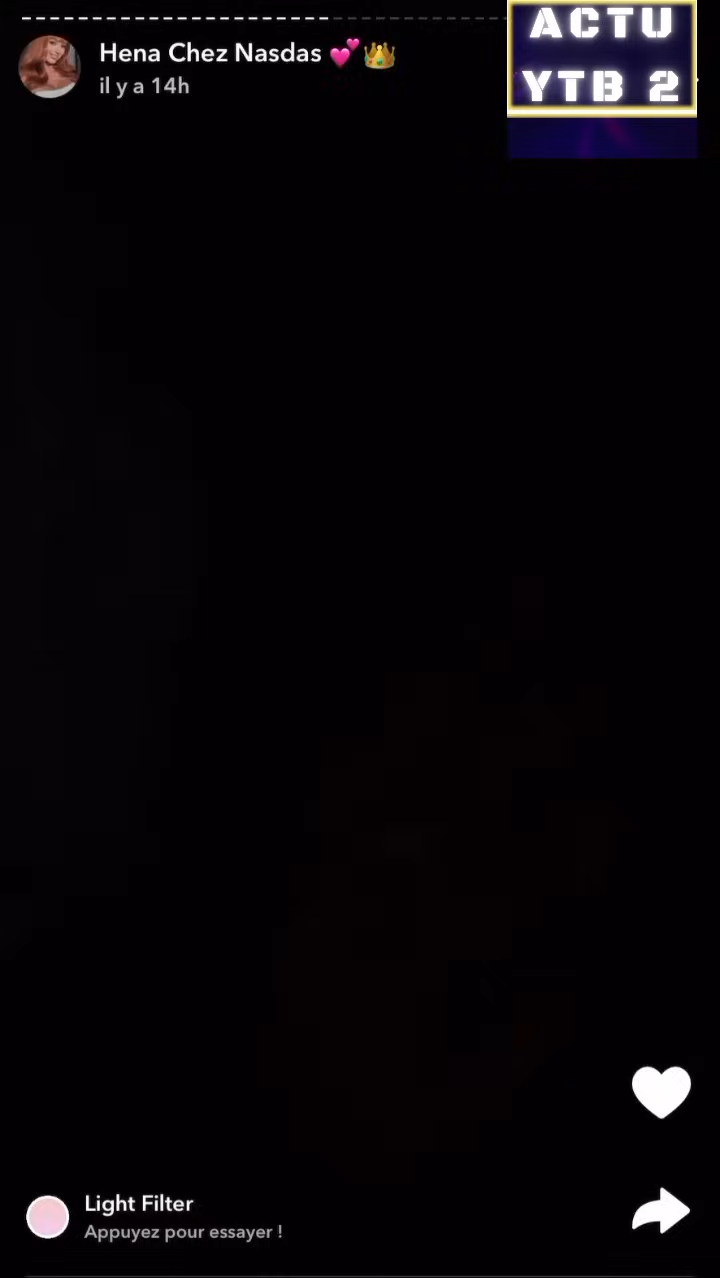 ACTU
YTB 2
Hena Chez Nasdas 💕👑
il y a 14h
Light Filter
Appuyez pour essayer !